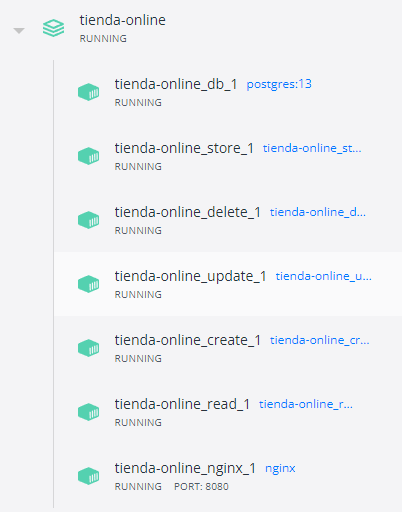 tienda-online
RUNNING
tienda-online_db_1 postgres:13
RUNNING
tienda-online_store_1 tienda-online_st...
RUNNING
tienda-online_delete_1 tienda-online_d...
RUNNING
tienda-online_update_1 tienda-online_u...
RUNNING
tienda-online_create_1 tienda-online_cr...
RUNNING
tienda-online_read_1 tienda-online_r...
RUNNING
tienda-online_nginx_1 nginx
RUNNING PORT: 8080